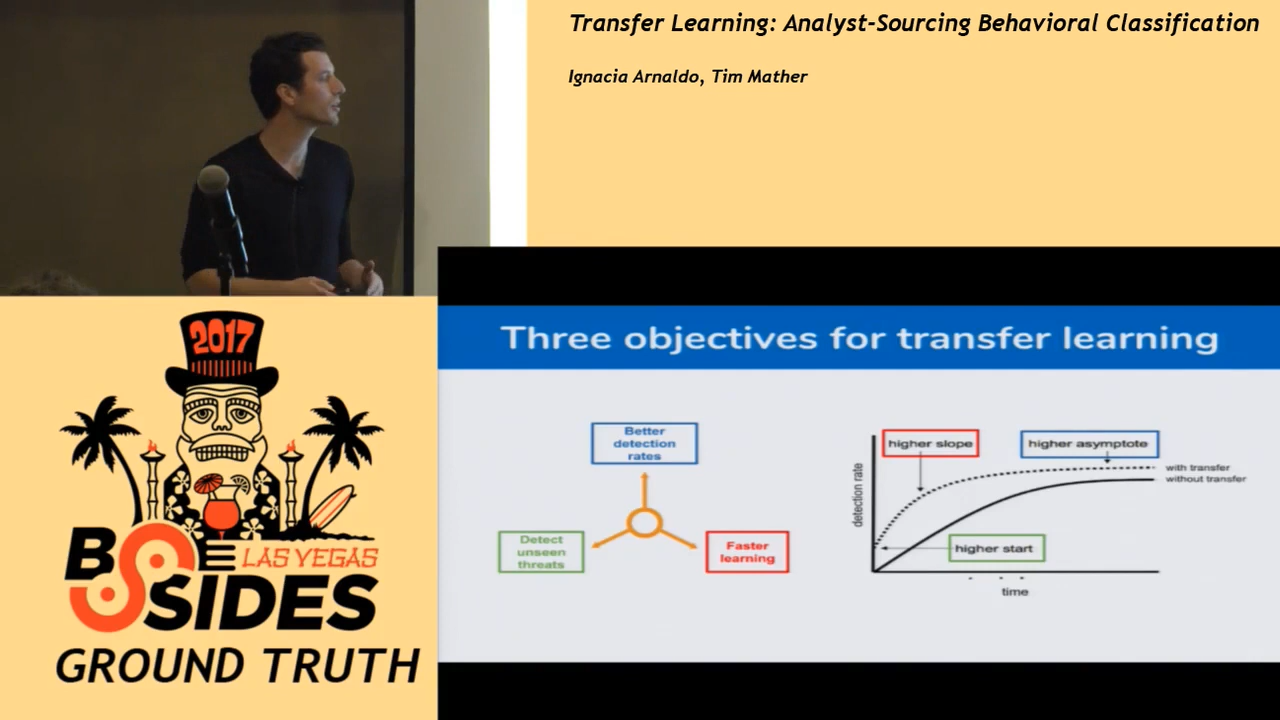 Transfer Learning: Analyst-Sourcing Behavioral Classification
Ignacia Arnaldo, Tim Mather
2017
BSIDES
LAS VEGAS
GROUND TRUTH
Three objectives for transfer learning
Better
detection
rates
Detect
unseen
threats
Faster
learning
higher slope
higher asymptote
with transfer
without transfer
detection rate
higher start
time